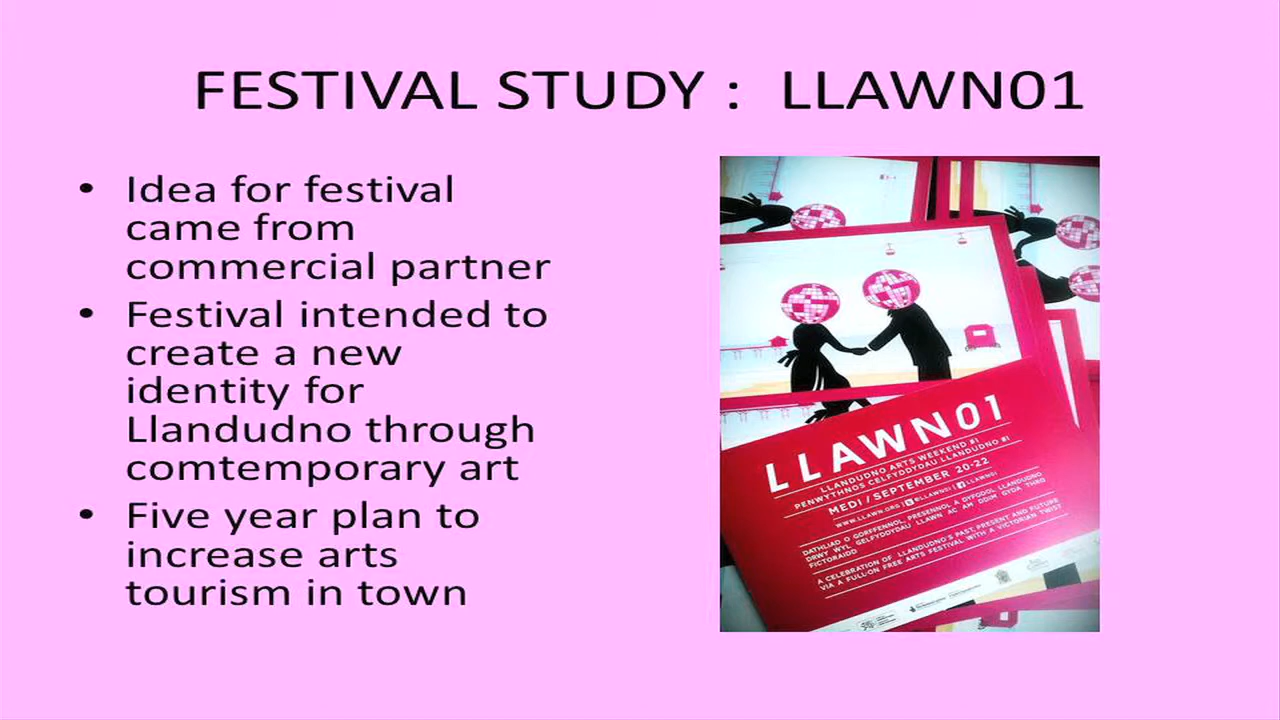 FESTIVAL STUDY :  LLAWN01
• Idea for festival
came from
commercial partner
• Festival intended to
create a new
identity for
Llandudno through
comtemporary art
• Five year plan to
increase arts
tourism in town
LLAWN01
LLANDUDNO ARTS WEEKEND #1
PENWYTHNOS CELFYDDYDAU LLANDUDNO #1
MEDI / SEPTEMBER 20-22
WWW.LLAWN.ORG
@LLAWN01
LLAWN01
DATHLIAD O GORFFENNOL, PRESENNOL A DYFODOL LLANDUDNO
DRWY WYL GELFYDDYDAU LLAWN AC AM DDIM GYDA THRO
FICTORAIDD
A CELEBRATION OF LLANDUDNO'S PAST, PRESENT AND FUTURE
VIA A FULL-ON FREE ARTS FESTIVAL WITH A VICTORIAN TWIST